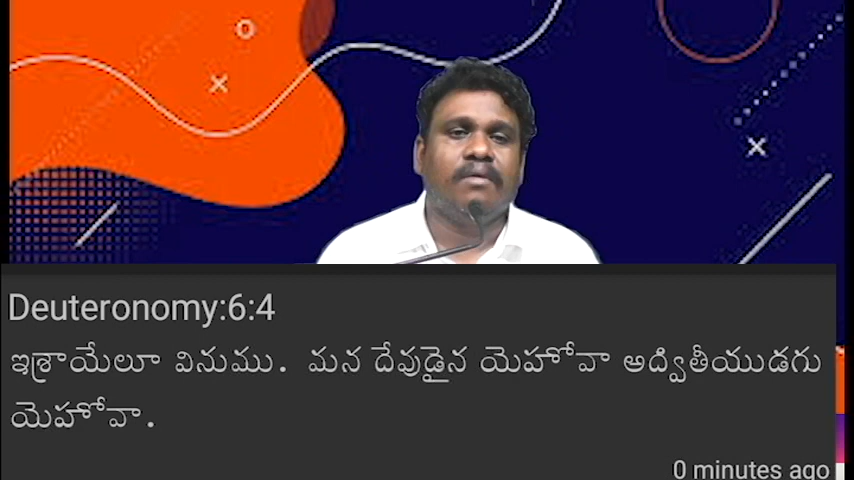 Deuteronomy:6:4
ఇశ్రాయేలూ వినుము. మన దేవుడైన యెహోవా అద్వితీయుడగు
యెహోవా.
0 minutes ago